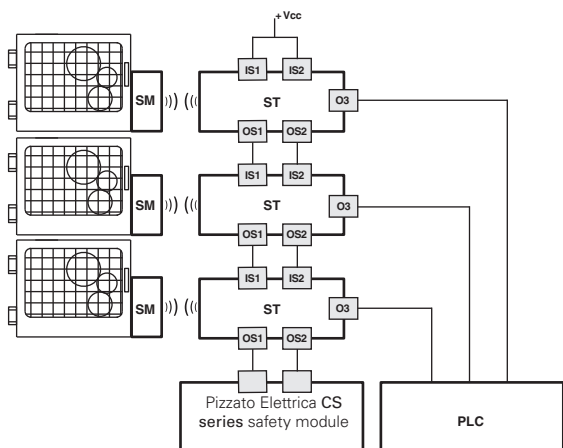 + Vcc
IS1 IS2
SM ST O3
OS1 OS2
IS1 IS2
SM ST O3
OS1 OS2
IS1 IS2
SM ST O3
OS1 OS2
Pizzato Elettrica CS
series safety module
PLC